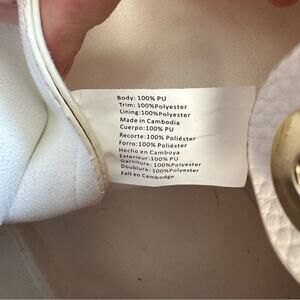 Body: 100% PU
Trim: 100%Polyester
Lining:100%Polyester
Made in Cambodia
Cuerpo:100% PU
Recorte: 100% Poliéster
Forro: 100% Poliéster
Hecho en Camboya
Exterieur:100% PU
Garniture: 100%Polyester
Doublure: 100%Polyester
Fait en Cambodge